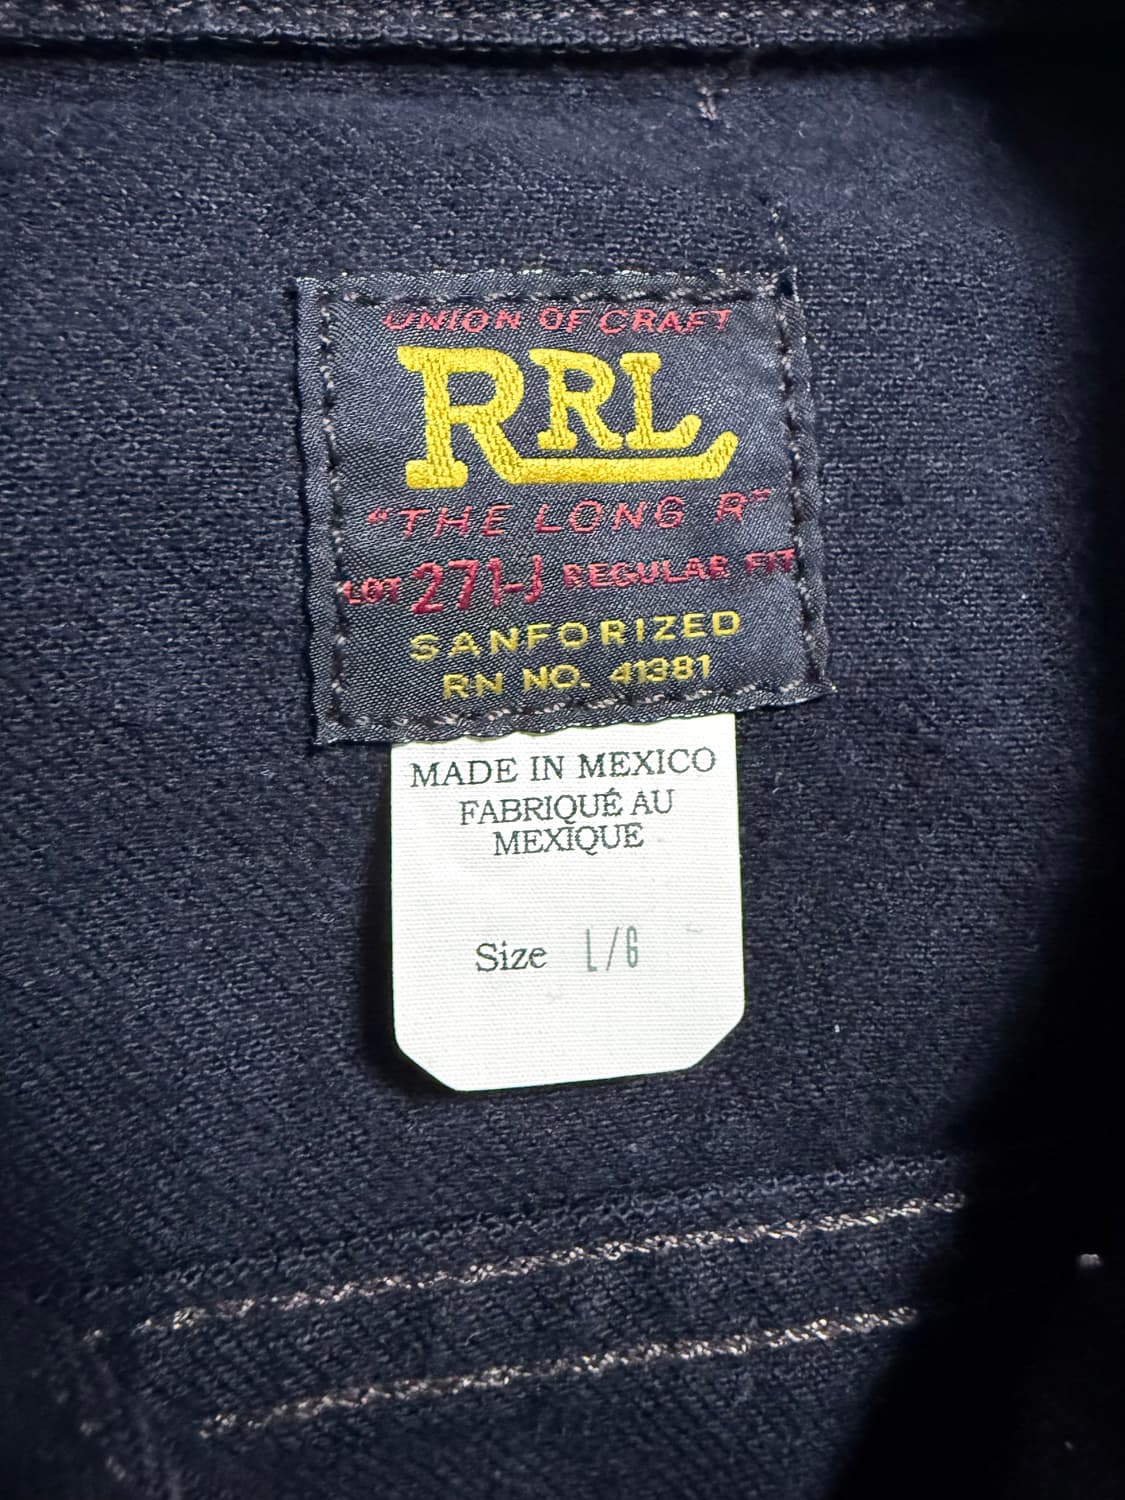 UNION OF CRAFT
RRL
"THE LONG R"
LOT 271-J REGULAR FIT
SANFORIZED
RN NO. 41381
MADE IN MEXICO
FABRIQUÉ AU
MEXIQUE
Size L/G